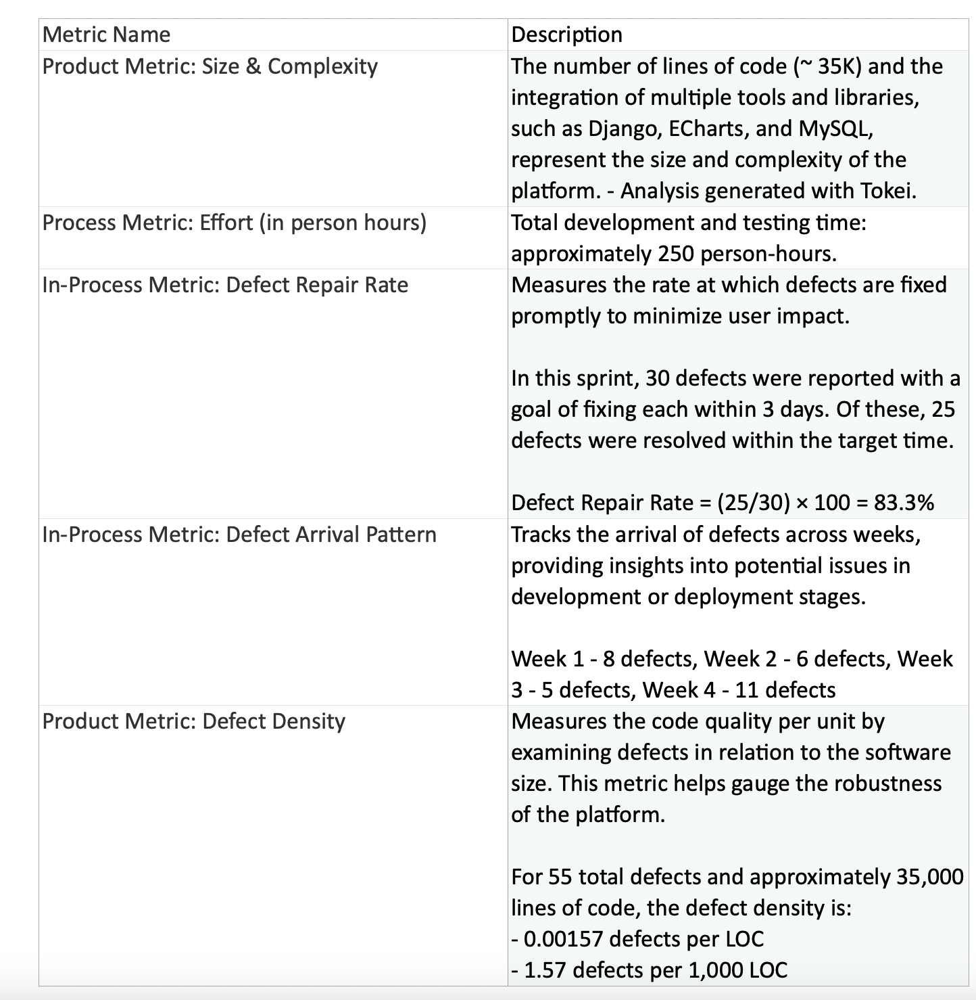 Metric Name
Description
Product Metric: Size & Complexity
The number of lines of code (~ 35K) and the
integration of multiple tools and libraries,
such as Django, ECharts, and MySQL,
represent the size and complexity of the
platform. - Analysis generated with Tokei.
Process Metric: Effort (in person hours)
Total development and testing time:
approximately 250 person-hours.
In-Process Metric: Defect Repair Rate
Measures the rate at which defects are fixed
promptly to minimize user impact.
In this sprint, 30 defects were reported with a
goal of fixing each within 3 days. Of these, 25
defects were resolved within the target time.
Defect Repair Rate = (25/30) × 100 = 83.3%
In-Process Metric: Defect Arrival Pattern
Tracks the arrival of defects across weeks,
providing insights into potential issues in
development or deployment stages.
Week 1 - 8 defects, Week 2 - 6 defects, Week
3 - 5 defects, Week 4 - 11 defects
Product Metric: Defect Density
Measures the code quality per unit by
examining defects in relation to the software
size. This metric helps gauge the robustness
of the platform.
For 55 total defects and approximately 35,000
lines of code, the defect density is:
- 0.00157 defects per LOC
- 1.57 defects per 1,000 LOC